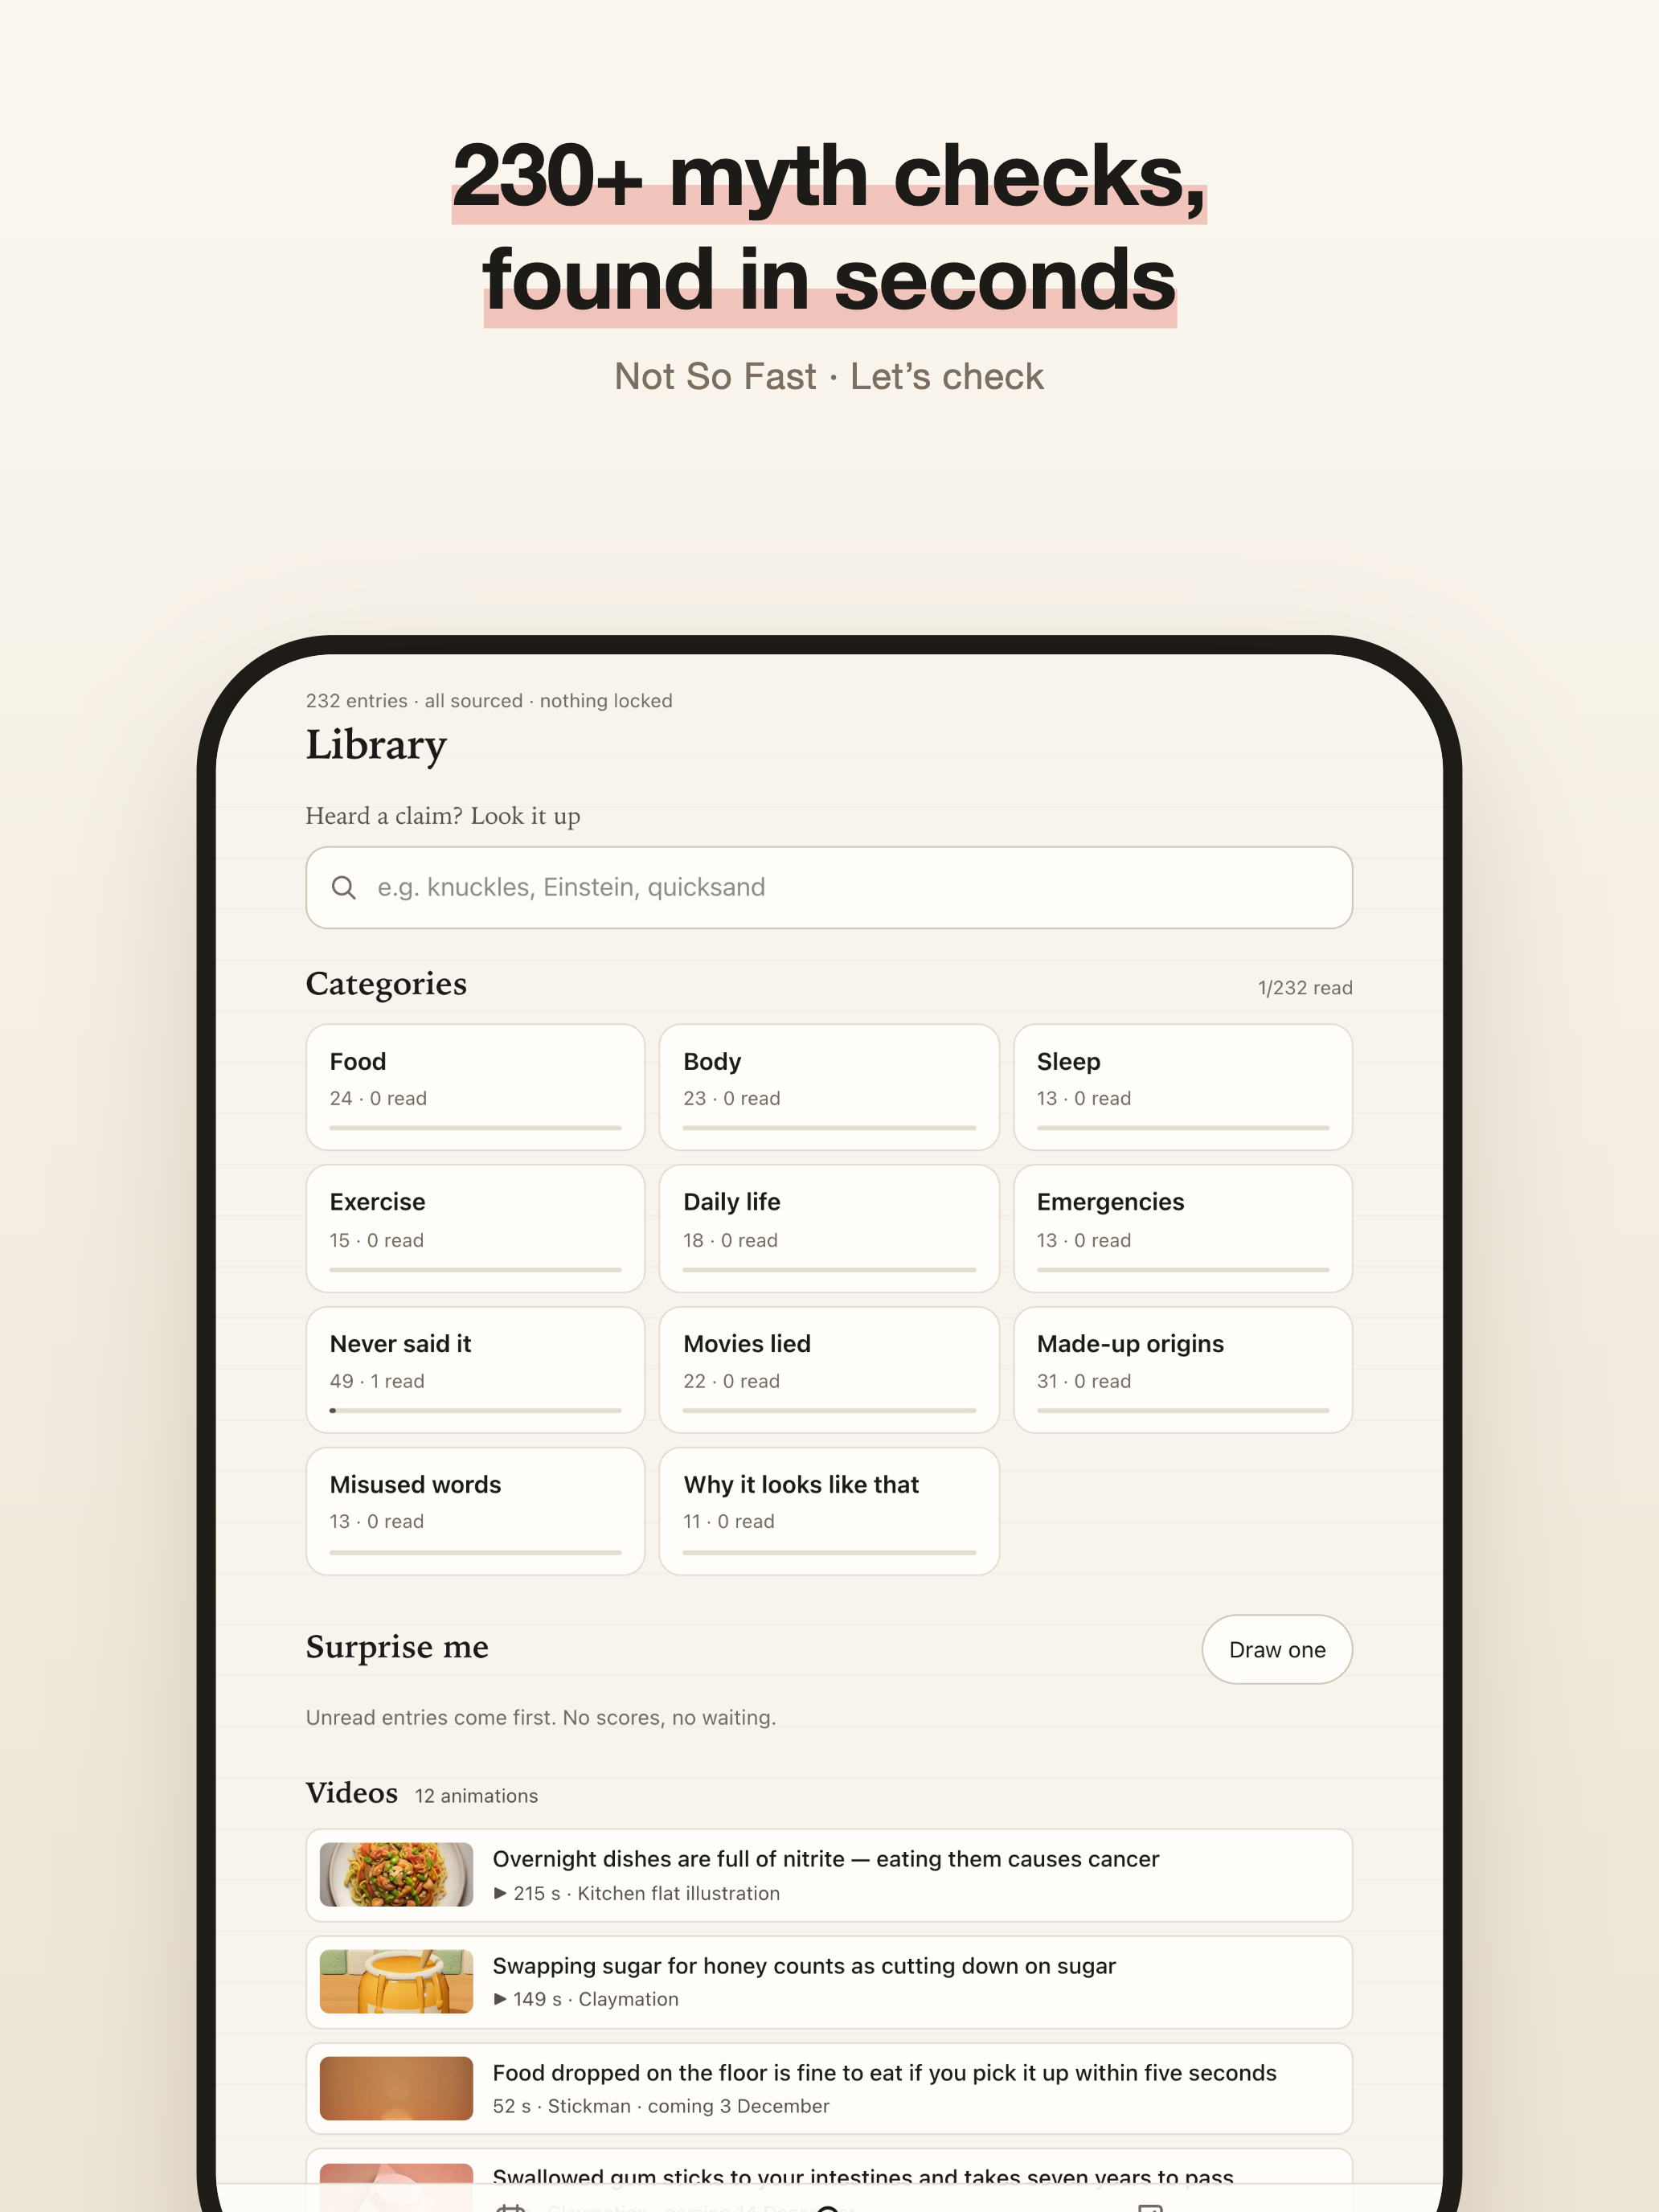 230+ myth checks,
found in seconds
Not So Fast · Let’s check
232 entries · all sourced · nothing locked
Library
Heard a claim? Look it up
e.g. knuckles, Einstein, quicksand
Categories
1/232 read
Food
24 · 0 read
Body
23 · 0 read
Sleep
13 · 0 read
Exercise
15 · 0 read
Daily life
18 · 0 read
Emergencies
13 · 0 read
Never said it
49 · 1 read
Movies lied
22 · 0 read
Made-up origins
31 · 0 read
Misused words
13 · 0 read
Why it looks like that
11 · 0 read
Surprise me
Draw one
Unread entries come first. No scores, no waiting.
Videos 12 animations
Overnight dishes are full of nitrite — eating them causes cancer
▶ 215 s · Kitchen flat illustration
Swapping sugar for honey counts as cutting down on sugar
▶ 149 s · Claymation
Food dropped on the floor is fine to eat if you pick it up within five seconds
52 s · Stickman · coming 3 December
Swallowed gum sticks to your intestines and takes seven years to pass